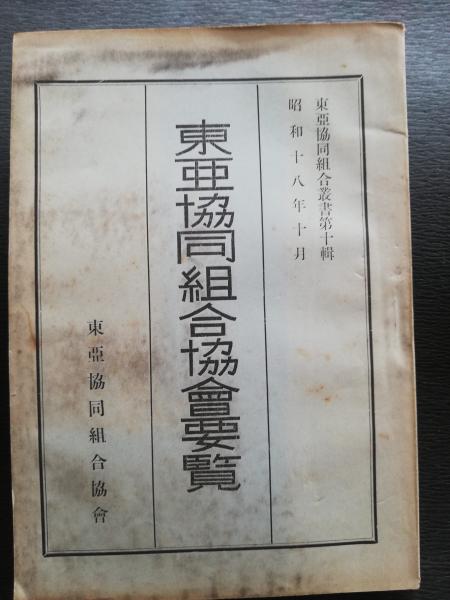 東亞協同組合叢書第十輯
昭和十八年十月
東亞協同組合協會要覽
東亞協同組合協會